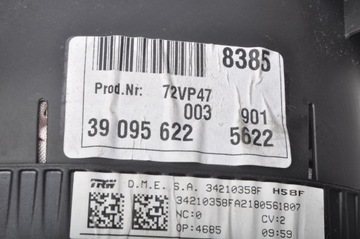 8385
Prod.Nr: 72VP47
003 901
39 095 622 5622
TRW D.M.E. S.A. 34210358F HSBF
34210358FA2180561807
NC:0 CV:2
OP:4685 09:59